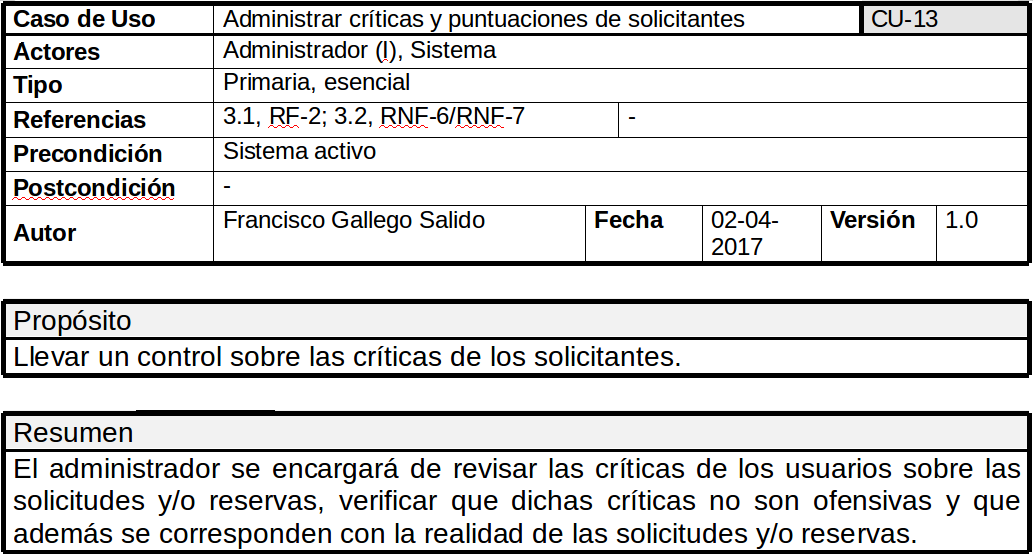 Caso de Uso Administrar críticas y puntuaciones de solicitantes CU-13
Actores Administrador (I), Sistema
Tipo Primaria, esencial
Referencias 3.1, RF-2; 3.2, RNF-6/RNF-7 -
Precondición Sistema activo
Postcondición -
Autor Francisco Gallego Salido Fecha 02-04-2017 Versión 1.0
Propósito
Llevar un control sobre las críticas de los solicitantes.
Resumen
El administrador se encargará de revisar las críticas de los usuarios sobre las
solicitudes y/o reservas, verificar que dichas críticas no son ofensivas y que
además se corresponden con la realidad de las solicitudes y/o reservas.